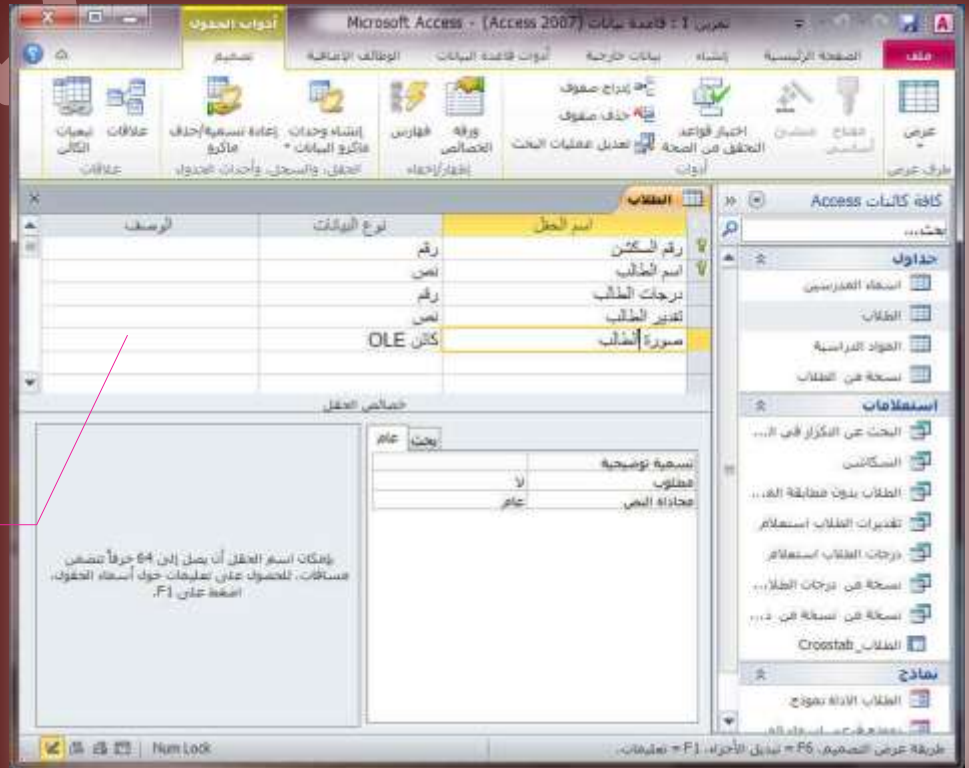 تمرين 1 : قاعدة بيانات (Access 2007) - Microsoft Access
أدوات الحقول
ملف
الصفحة الرئيسية
إنشاء
بيانات خارجية
أدوات قاعدة البيانات
الوظائف الإضافية
تصميم
عرض
مفتاح أساسي
منشئ
اختبار قواعد التحقق من الصحة
إدراج صفوف
حذف صفوف
تعديل عمليات البحث
ورقة الخصائص
فهارس
إنشاء وحدات ماكرو البيانات
إعادة تسمية/حذف ماكرو
علاقات
تبعيات الكائن
طرق عرض
أدوات
إظهار/إخفاء
الحقل، والسجل، وأحداث الجدول
علاقات
كافة كائنات Access
بحث...
جداول
اسماء المدرسين
الطلاب
المواد الدراسية
نسخة من الطلاب
استعلامات
البحث عن التكرار في ال...
السكاشن
الطلاب بدون مطابقة الم...
تقديرات الطلاب استعلام
درجات الطلاب استعلام
نسخة من درجات الطلا...
نسخة من نسخة من د...
الطلاب_Crosstab
نماذج
الطلاب الاداة نموذج
الطلاب
اسم الحقل
نوع البيانات
الوصف
رقم السكشن
رقم
اسم الطالب
نص
درجات الطالب
رقم
تقدير الطالب
نص
صورة الطالب
كائن OLE
خصائص الحقل
عام
بحث
تسمية توضيحية
مطلوب
لا
محاذاة النص
عام
بإمكان اسم الحقل أن يصل إلى 64 حرفاً تتضمن
مسافات. للحصول على تعليمات حول أسماء الحقول،
اضغط على F1.
طريقة عرض التصميم. F6 = تبديل الأجزاء. F1 = تعليمات.
Num Lock